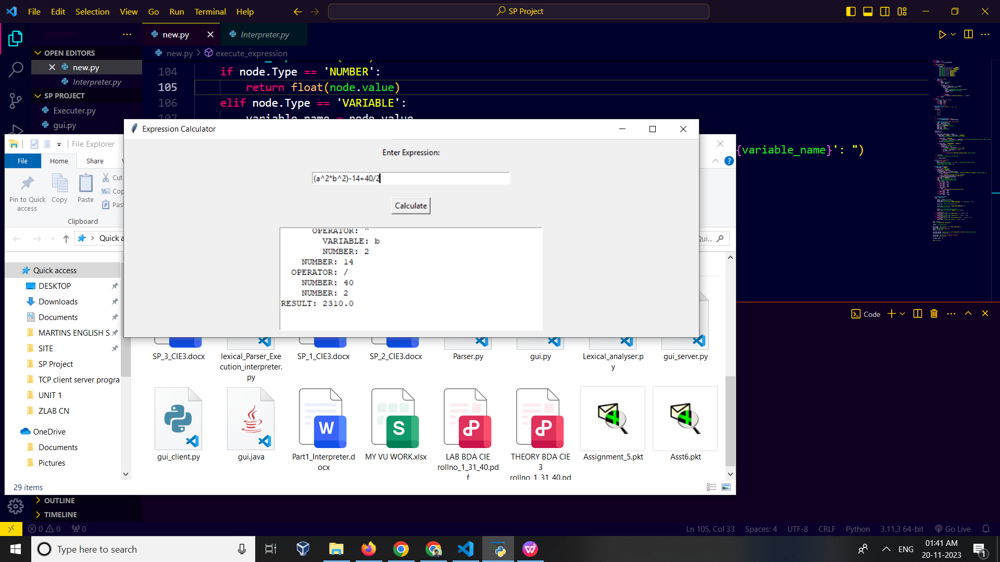 File Edit Selection View Go Run Terminal Help
SP Project
EXPLORER
new.py
Interpreter.py
OPEN EDITORS
new.py
Interpreter.py
SP PROJECT
Executer.py
gui.py
new.py > execute_expression
104 if node.Type == 'NUMBER':
105 return float(node.value)
106 elif node.Type == 'VARIABLE':
107 variable_name = node.value
{variable_name}': ")
File Explorer
File Home Share
Pin to Quick access
Copy
Paste
Cut
Clipboard
Quick a
Qui...
Expression Calculator
Enter Expression:
(a^2*b^2)-14+40/2
Calculate
OPERATOR: ^
VARIABLE: b
NUMBER: 2
NUMBER: 14
OPERATOR: /
NUMBER: 40
NUMBER: 2
RESULT: 2310.0
Quick access
DESKTOP
Downloads
Documents
MARTINS ENGLISH S
SITE
SP Project
TCP client server progra
UNIT 1
ZLAB CN
OneDrive
Documents
Pictures
29 items
SP_3_CIE3.docx
lexical_Parser_Exe
cution_interpreter.
py
SP_1_CIE3.docx
SP_2_CIE3.docx
Parser.py
gui.py
Lexical_analyser.p
y
gui_server.py
gui_client.py
gui.java
Part1_Interpreter.d
ocx
MY VU WORK.xlsx
LAB BDA CIE
rollno_1_31_40.pd
f
THEORY BDA CIE
3
rollno_1_31_40.pd
Assignment_5.pkt
Asst6.pkt
Code
OUTLINE
TIMELINE
0 0 0
Ln 105, Col 33 Spaces: 4 UTF-8 CRLF Python 3.11.3 64-bit Go Live
Type here to search
ENG
01:41 AM
20-11-2023
1